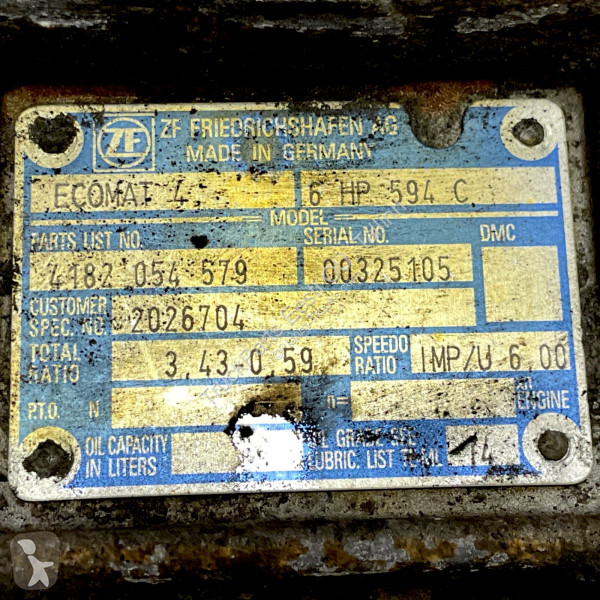 ZF ZF FRIEDRICHSHAFEN AG
MADE IN GERMANY
ECOMAT 4 6 HP 594 C
MODEL
PARTS LIST NO. SERIAL NO. DMC
4182 054 579 00325105
CUSTOMER
SPEC. NO. 2026704
TOTAL
RATIO 3,43-0,59 SPEEDO
RATIO IMP/U 6,00
P.T.O. N n= ENGINE
OIL CAPACITY
IN LITERS
LUBRIC. LIST TE-ML 14